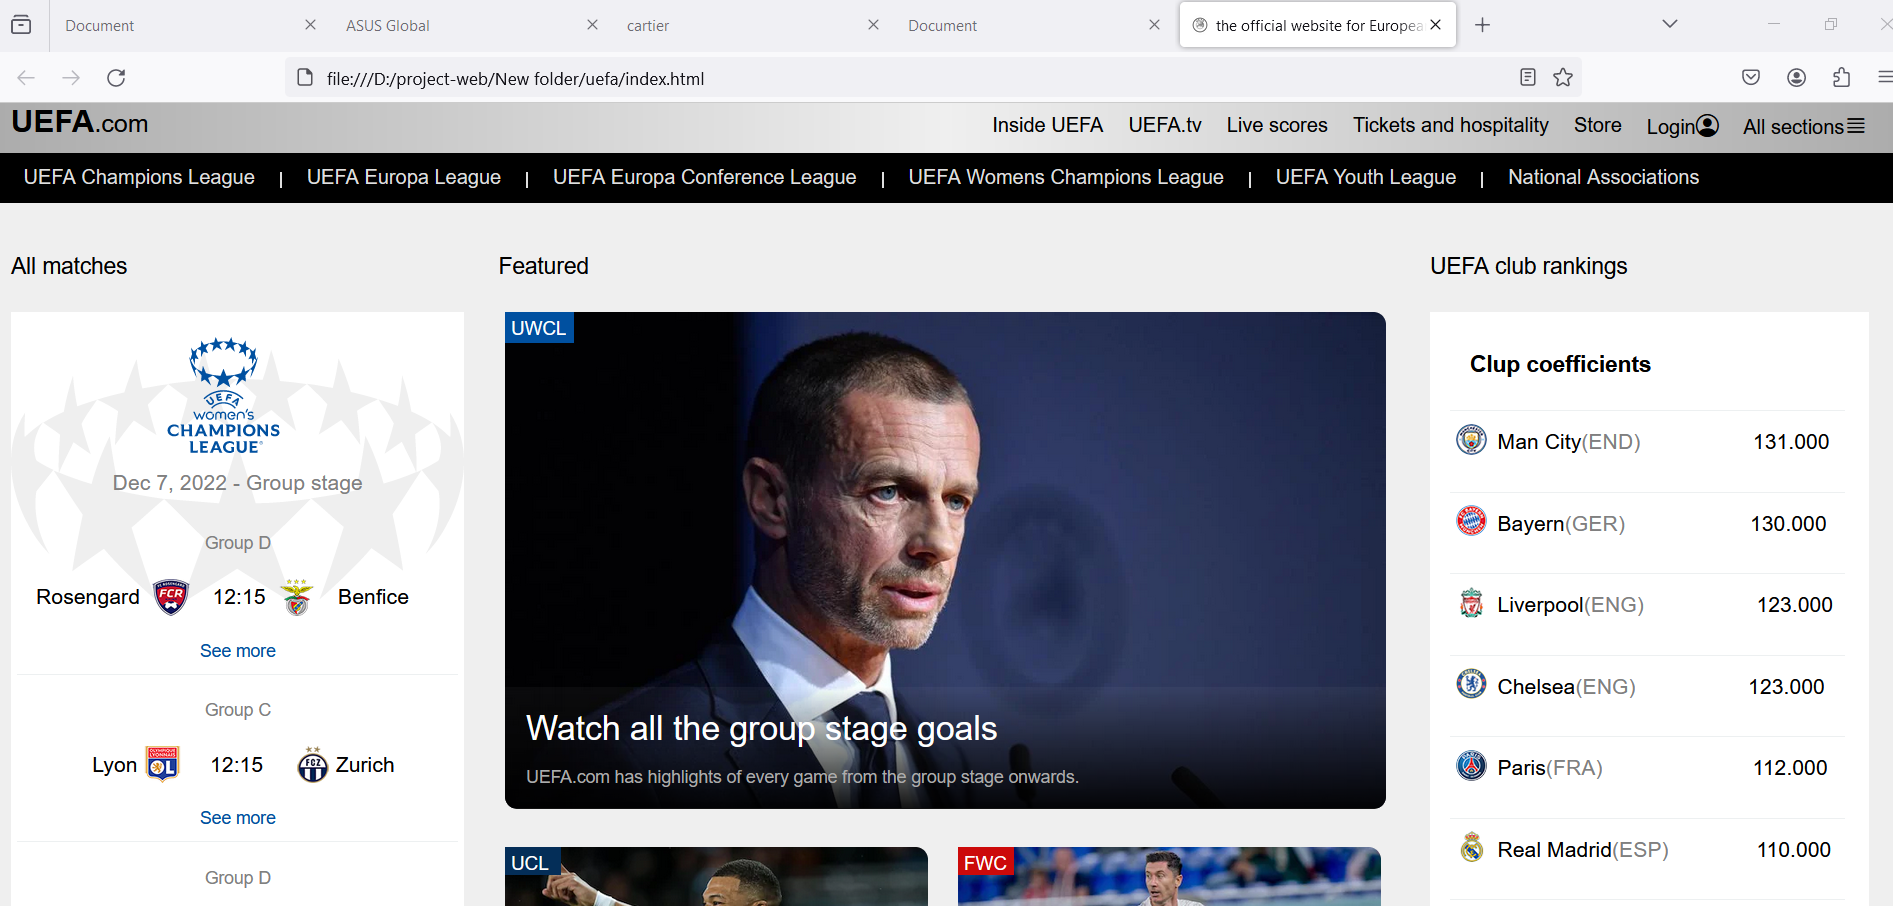 Document
ASUS Global
cartier
Document
the official website for Europea
file:///D:/project-web/New folder/uefa/index.html
UEFA.com
Inside UEFA
UEFA.tv
Live scores
Tickets and hospitality
Store
Login
All sections
UEFA Champions League | UEFA Europa League | UEFA Europa Conference League | UEFA Womens Champions League | UEFA Youth League | National Associations
All matches
UEFA
women's
CHAMPIONS
LEAGUE
Dec 7, 2022 - Group stage
Group D
Rosengard FCR 12:15 Benfice
See more
Group C
Lyon OL 12:15 FCZ Zurich
See more
Group D
Featured
UWCL
Watch all the group stage goals
UEFA.com has highlights of every game from the group stage onwards.
UCL
FWC
UEFA club rankings
Clup coefficients
Man City(END) 131.000
Bayern(GER) 130.000
Liverpool(ENG) 123.000
Chelsea(ENG) 123.000
Paris(FRA) 112.000
Real Madrid(ESP) 110.000